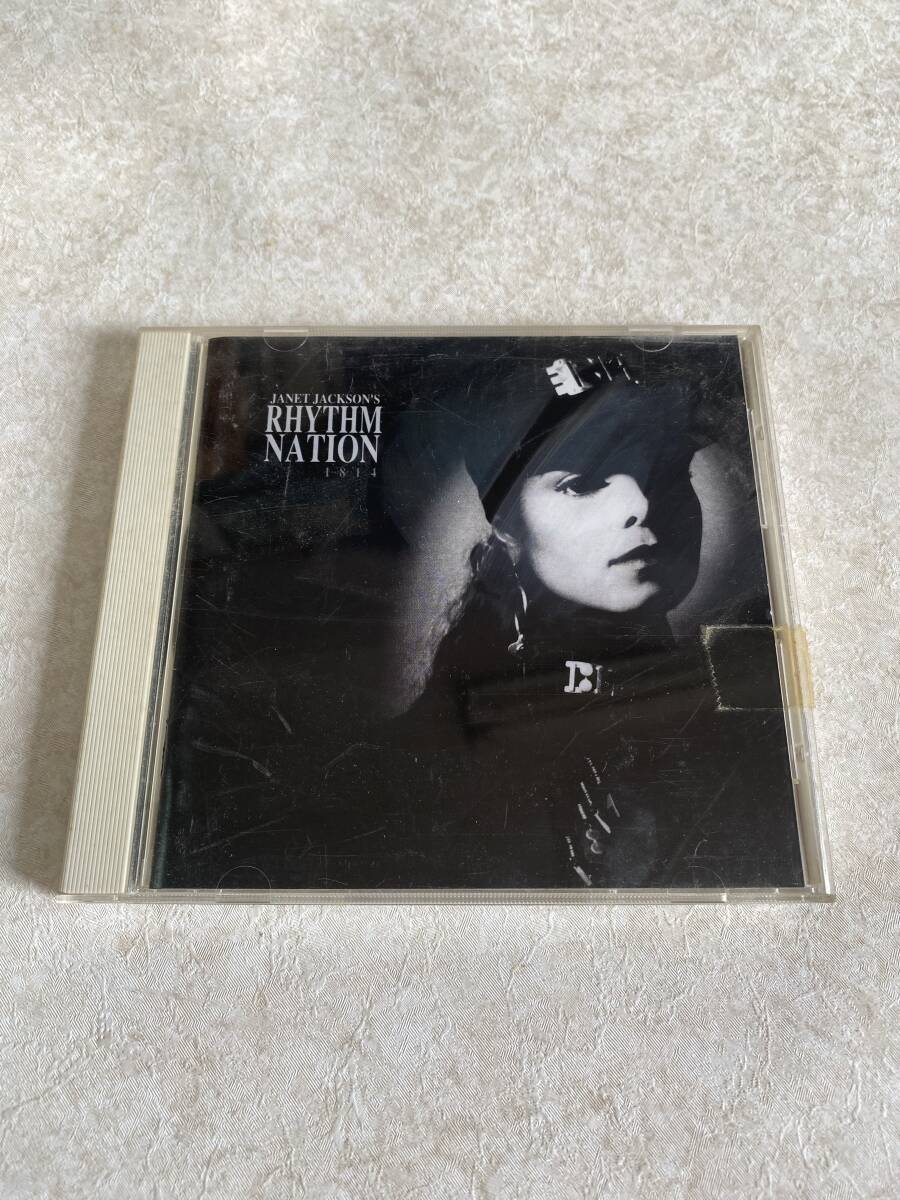 JANET JACKSON'S
RHYTHM
NATION
1814